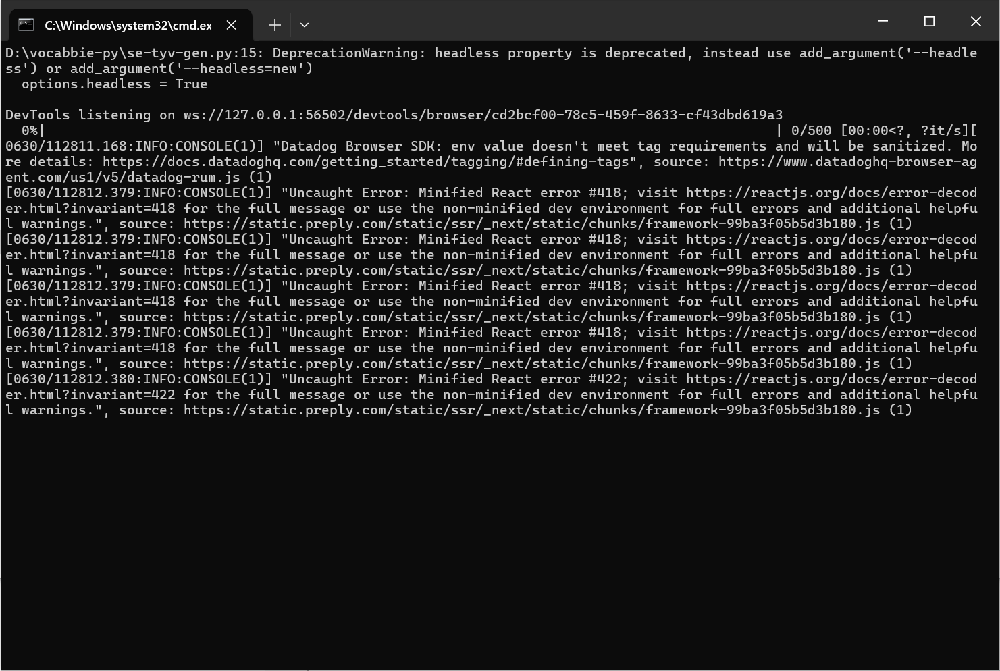 C:\Windows\system32\cmd.ex
D:\vocabbie-py\se-tyv-gen.py:15: DeprecationWarning: headless property is deprecated, instead use add_argument('--headle
ss') or add_argument('--headless=new')
  options.headless = True
DevTools listening on ws://127.0.0.1:56502/devtools/browser/cd2bcf00-78c5-459f-8633-cf43dbd619a3
  0%| | 0/500 [00:00<?, ?it/s][
0630/112811.168:INFO:CONSOLE(1)] "Datadog Browser SDK: env value doesn't meet tag requirements and will be sanitized. Mo
re details: https://docs.datadoghq.com/getting_started/tagging/#defining-tags", source: https://www.datadoghq-browser-ag
ent.com/us1/v5/datadog-rum.js (1)
[0630/112812.379:INFO:CONSOLE(1)] "Uncaught Error: Minified React error #418; visit https://reactjs.org/docs/error-decod
er.html?invariant=418 for the full message or use the non-minified dev environment for full errors and additional helpfu
l warnings.", source: https://static.preply.com/static/ssr/_next/static/chunks/framework-99ba3f05b5d3b180.js (1)
[0630/112812.379:INFO:CONSOLE(1)] "Uncaught Error: Minified React error #418; visit https://reactjs.org/docs/error-decod
er.html?invariant=418 for the full message or use the non-minified dev environment for full errors and additional helpfu
l warnings.", source: https://static.preply.com/static/ssr/_next/static/chunks/framework-99ba3f05b5d3b180.js (1)
[0630/112812.379:INFO:CONSOLE(1)] "Uncaught Error: Minified React error #418; visit https://reactjs.org/docs/error-decod
er.html?invariant=418 for the full message or use the non-minified dev environment for full errors and additional helpfu
l warnings.", source: https://static.preply.com/static/ssr/_next/static/chunks/framework-99ba3f05b5d3b180.js (1)
[0630/112812.379:INFO:CONSOLE(1)] "Uncaught Error: Minified React error #418; visit https://reactjs.org/docs/error-decod
er.html?invariant=418 for the full message or use the non-minified dev environment for full errors and additional helpfu
l warnings.", source: https://static.preply.com/static/ssr/_next/static/chunks/framework-99ba3f05b5d3b180.js (1)
[0630/112812.380:INFO:CONSOLE(1)] "Uncaught Error: Minified React error #422; visit https://reactjs.org/docs/error-decod
er.html?invariant=422 for the full message or use the non-minified dev environment for full errors and additional helpfu
l warnings.", source: https://static.preply.com/static/ssr/_next/static/chunks/framework-99ba3f05b5d3b180.js (1)